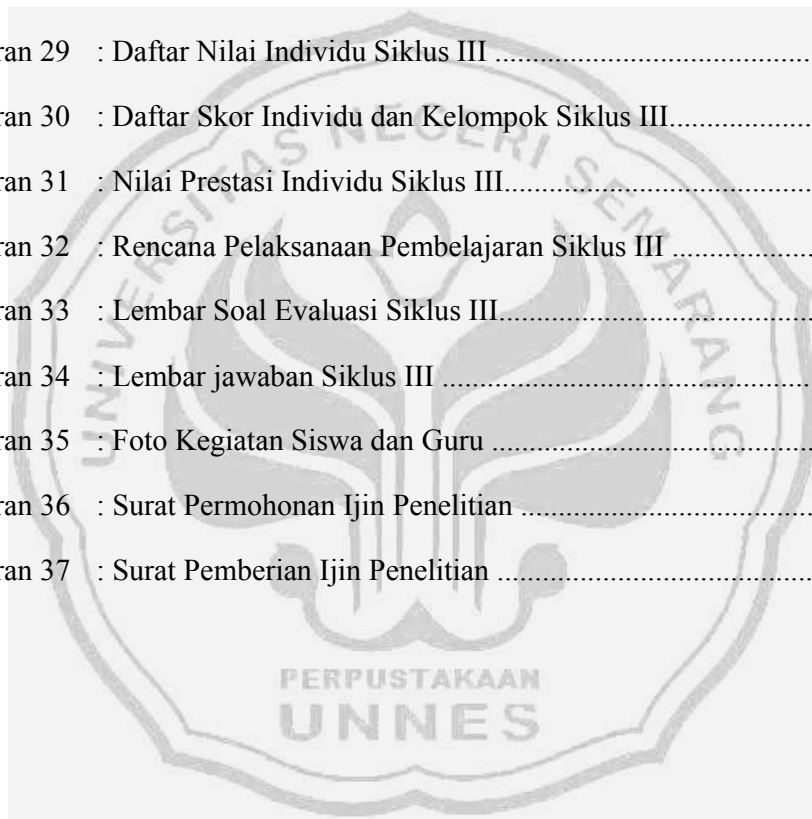 ran 29 : Daftar Nilai Individu Siklus III ............................................
ran 30 : Daftar Skor Individu dan Kelompok Siklus III....................
ran 31 : Nilai Prestasi Individu Siklus III...........................................
ran 32 : Rencana Pelaksanaan Pembelajaran Siklus III ....................
ran 33 : Lembar Soal Evaluasi Siklus III............................................
ran 34 : Lembar jawaban Siklus III ....................................................
ran 35 : Foto Kegiatan Siswa dan Guru .............................................
ran 36 : Surat Permohonan Ijin Penelitian .........................................
ran 37 : Surat Pemberian Ijin Penelitian ............................................
UNIVERSITAS NEGERI SEMARANG
PERPUSTAKAAN
UNNES